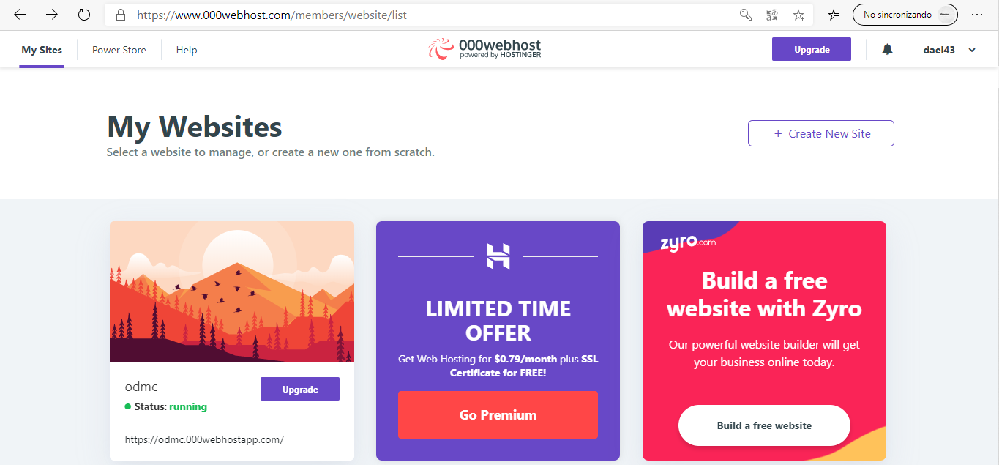 https://www.000webhost.com/members/website/list
No sincronizando
My Sites
Power Store
Help
000webhost
powered by HOSTINGER
Upgrade
dael43
My Websites
Select a website to manage, or create a new one from scratch.
+ Create New Site
odmc
Upgrade
Status: running
https://odmc.000webhostapp.com/
LIMITED TIME
OFFER
Get Web Hosting for $0.79/month plus SSL
Certificate for FREE!
Go Premium
zyro.com
Build a free
website with Zyro
Our powerful website builder will get
your business online today.
Build a free website